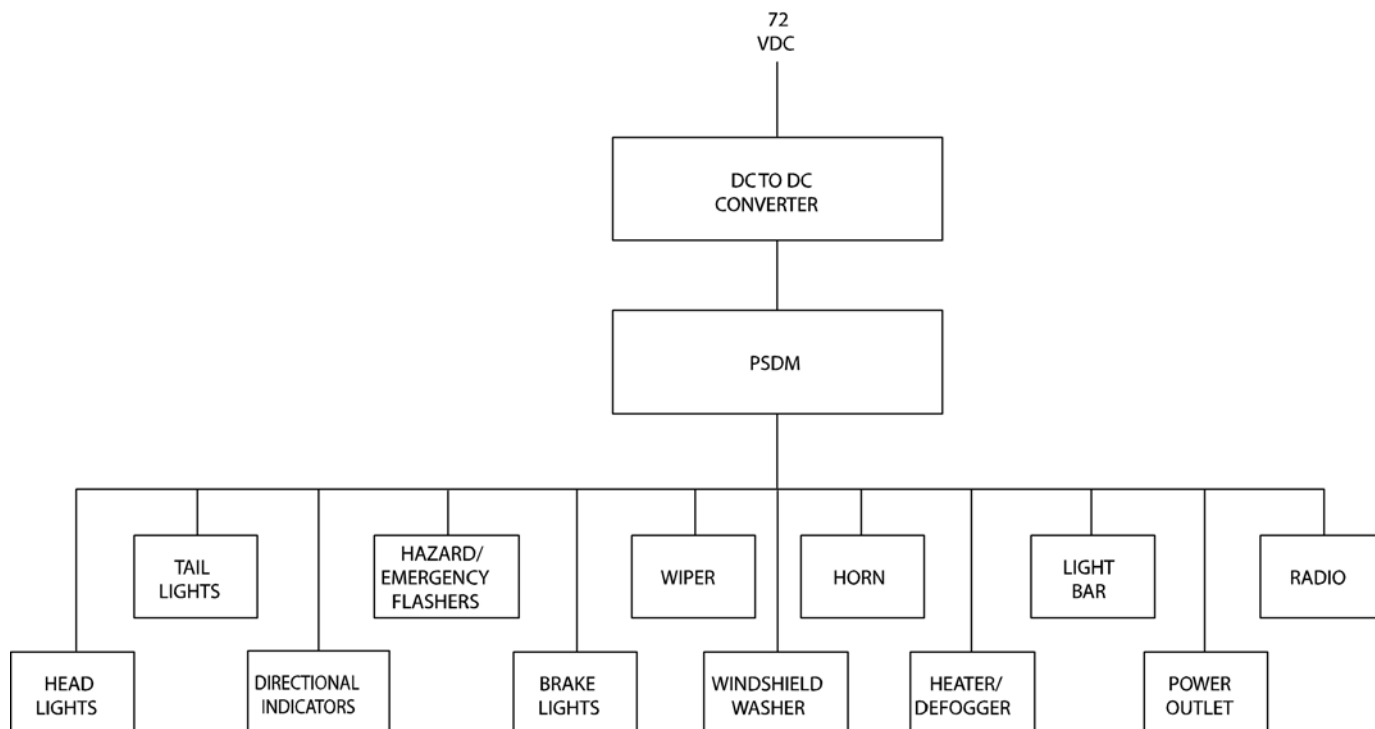 72
VDC
DC TO DC
CONVERTER
PSDM
TAIL
LIGHTS
HAZARD/
EMERGENCY
FLASHERS
WIPER
HORN
LIGHT
BAR
RADIO
HEAD
LIGHTS
DIRECTIONAL
INDICATORS
BRAKE
LIGHTS
WINDSHIELD
WASHER
HEATER/
DEFOGGER
POWER
OUTLET